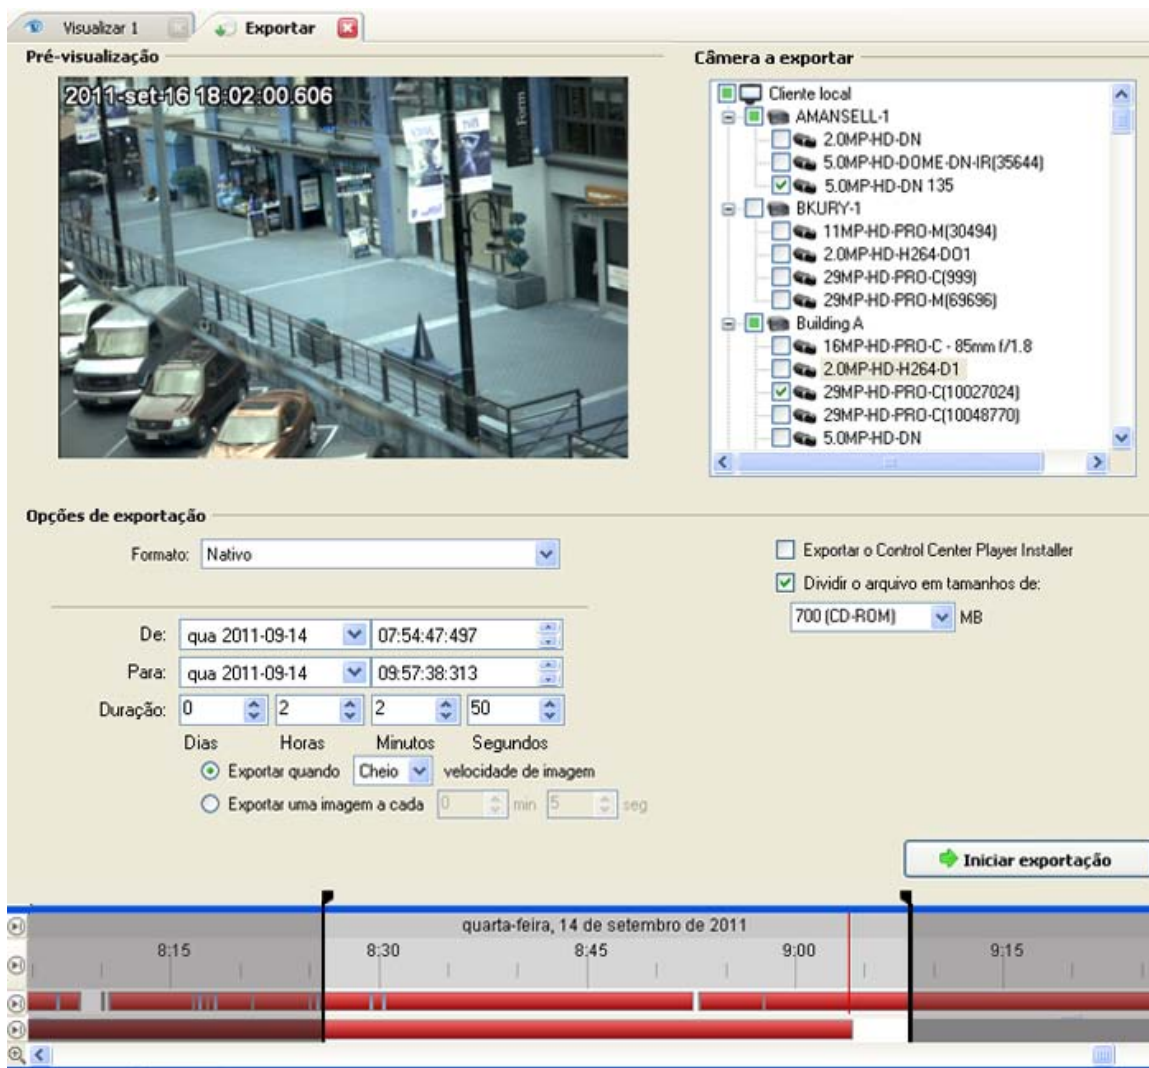 Visualizar 1
Exportar
Pré-visualização
Câmera a exportar
2011-set-16 18:02:00.606
Cliente local
AMANSELL-1
2.0MP-HD-DN
5.0MP-HD-DOME-DN-IR(35644)
5.0MP-HD-DN 135
BKURY-1
11MP-HD-PRO-M(30494)
2.0MP-HD-H264-DO1
29MP-HD-PRO-C(999)
29MP-HD-PRO-M(69696)
Building A
16MP-HD-PRO-C - 85mm f/1.8
2.0MP-HD-H264-D1
29MP-HD-PRO-C(10027024)
29MP-HD-PRO-C(10048770)
5.0MP-HD-DN
Opções de exportação
Formato: Nativo
Exportar o Control Center Player Installer
Dividir o arquivo em tamanhos de:
700 (CD-ROM) MB
De: qua 2011-09-14 07:54:47:497
Para: qua 2011-09-14 09:57:38:313
Duração: 0 2 2 50
Dias Horas Minutos Segundos
Exportar quando Cheio velocidade de imagem
Exportar uma imagem a cada 0 min 5 seg
Iniciar exportação
quarta-feira, 14 de setembro de 2011
8:15 8:30 8:45 9:00 9:15